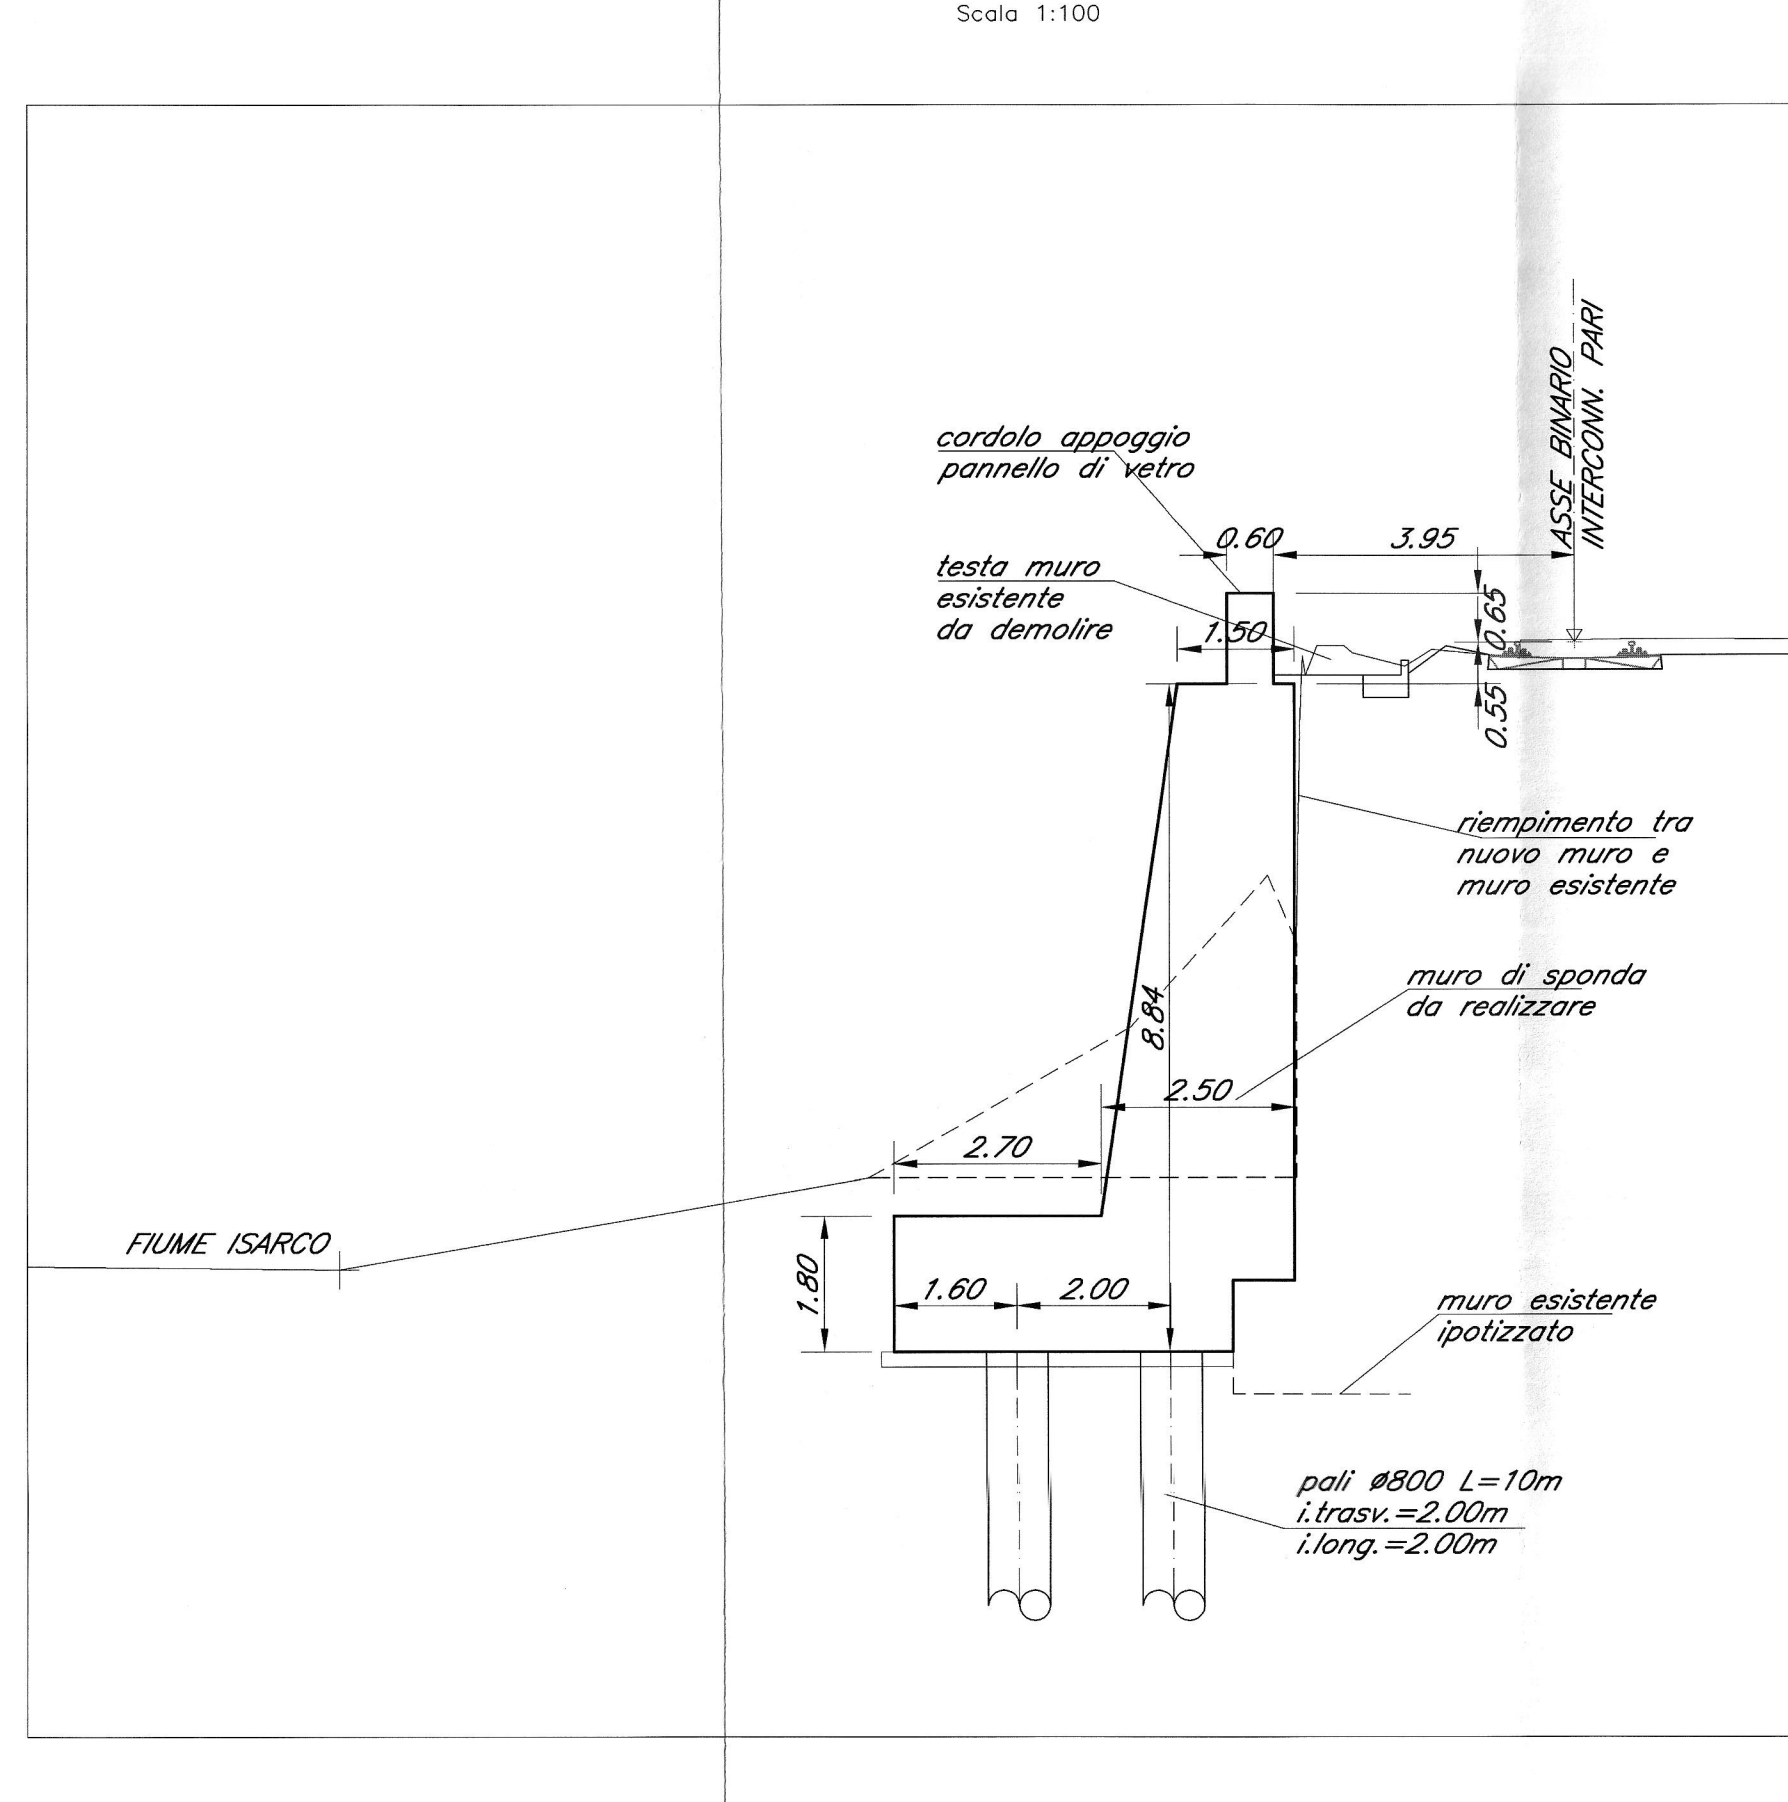 Scala 1:100
ASSE BINARIO
INTERCONN. PARI
cordolo appoggio
pannello di vetro
0.60
3.95
testa muro
esistente
da demolire
0.65
1.50
0.55
riempimento tra
nuovo muro e
muro esistente
muro di sponda
da realizzare
8.84
2.50
2.70
FIUME ISARCO
1.80
1.60
2.00
muro esistente
ipotizzato
pali ø800 L=10m
i.trasv.=2.00m
i.long.=2.00m